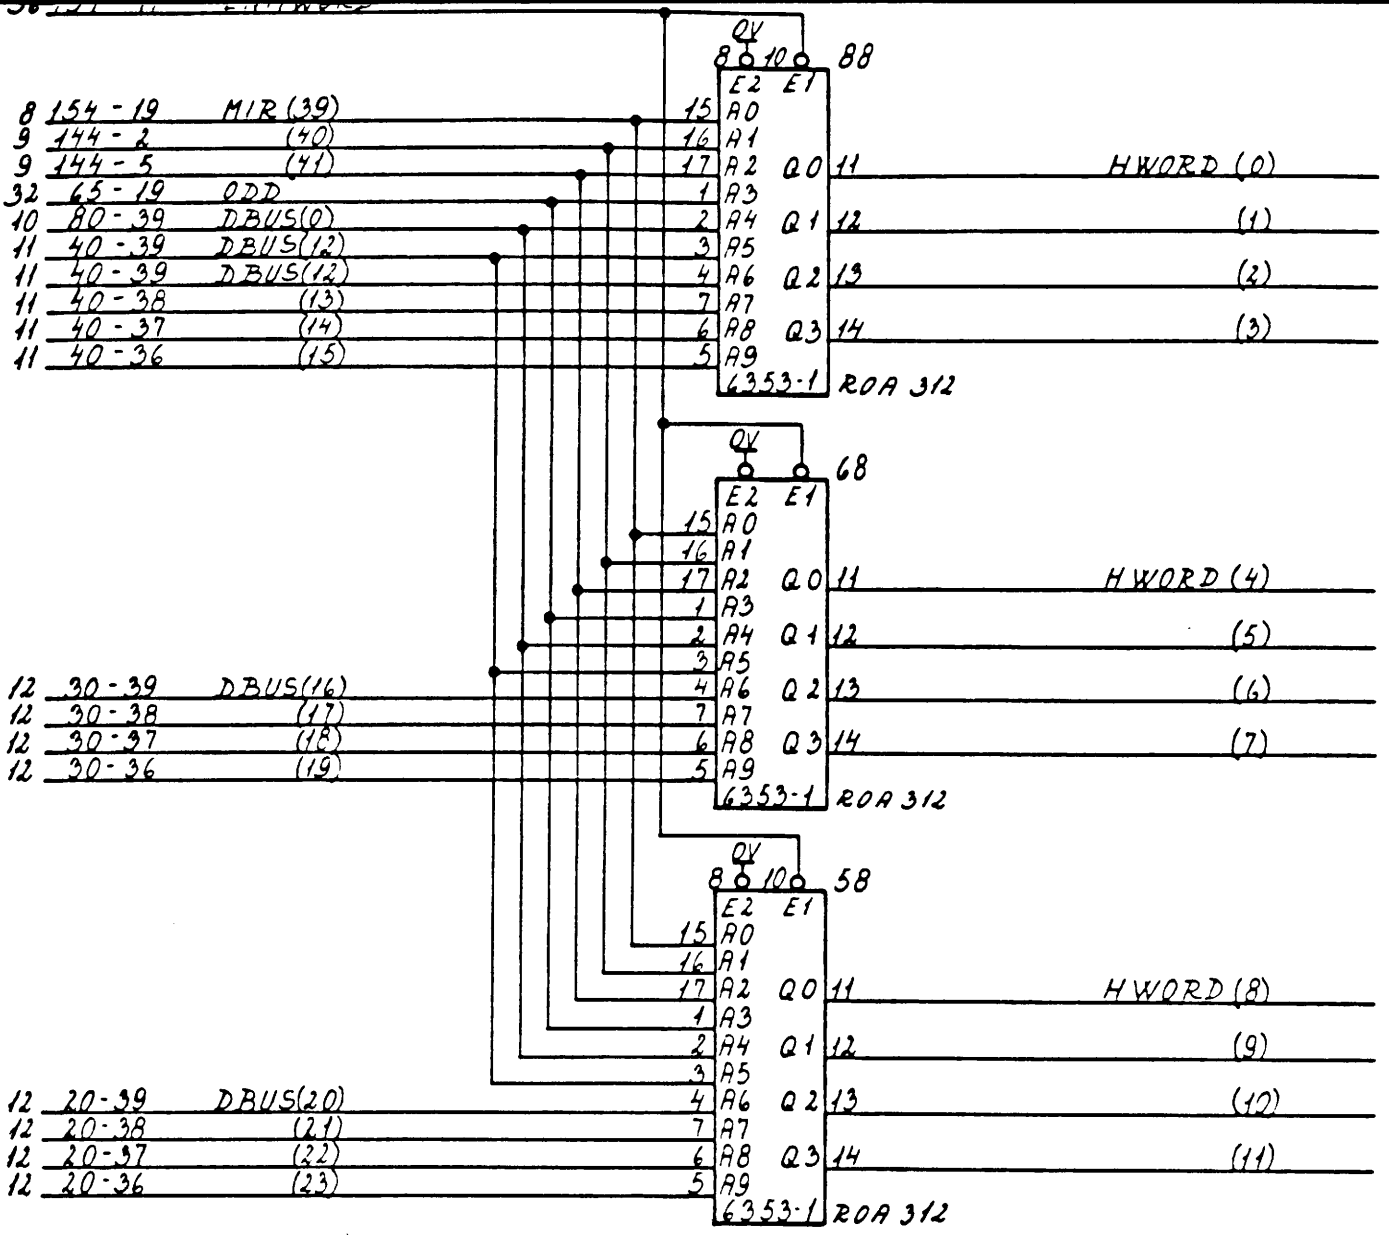 0V
8 10 88
E2 E1
8 154-19 MIR(39) 15 A0
9 144-2 (40) 16 A1
9 144-5 (41) 17 A2 Q0 11 HWORD(0)
32 65-19 ODD 1 A3
10 80-39 DBUS(0) 2 A4 Q1 12 (1)
11 40-39 DBUS(12) 3 A5
11 40-39 DBUS(12) 4 A6 Q2 13 (2)
11 40-38 (13) 7 A7
11 40-37 (14) 6 A8 Q3 14 (3)
11 40-36 (15) 5 A9
6353-1 ROA 312
0V
68
E2 E1
15 A0
16 A1
17 A2 Q0 11 HWORD(4)
1 A3
2 A4 Q1 12 (5)
3 A5
12 30-39 DBUS(16) 4 A6 Q2 13 (6)
12 30-38 (17) 7 A7
12 30-37 (18) 6 A8 Q3 14 (7)
12 30-36 (19) 5 A9
6353-1 ROA 312
0V
8 10 58
E2 E1
15 A0
16 A1
17 A2 Q0 11 HWORD(8)
1 A3
2 A4 Q1 12 (9)
3 A5
12 20-39 DBUS(20) 4 A6 Q2 13 (10)
12 20-38 (21) 7 A7
12 20-37 (22) 6 A8 Q3 14 (11)
12 20-36 (23) 5 A9
6353-1 ROA 312